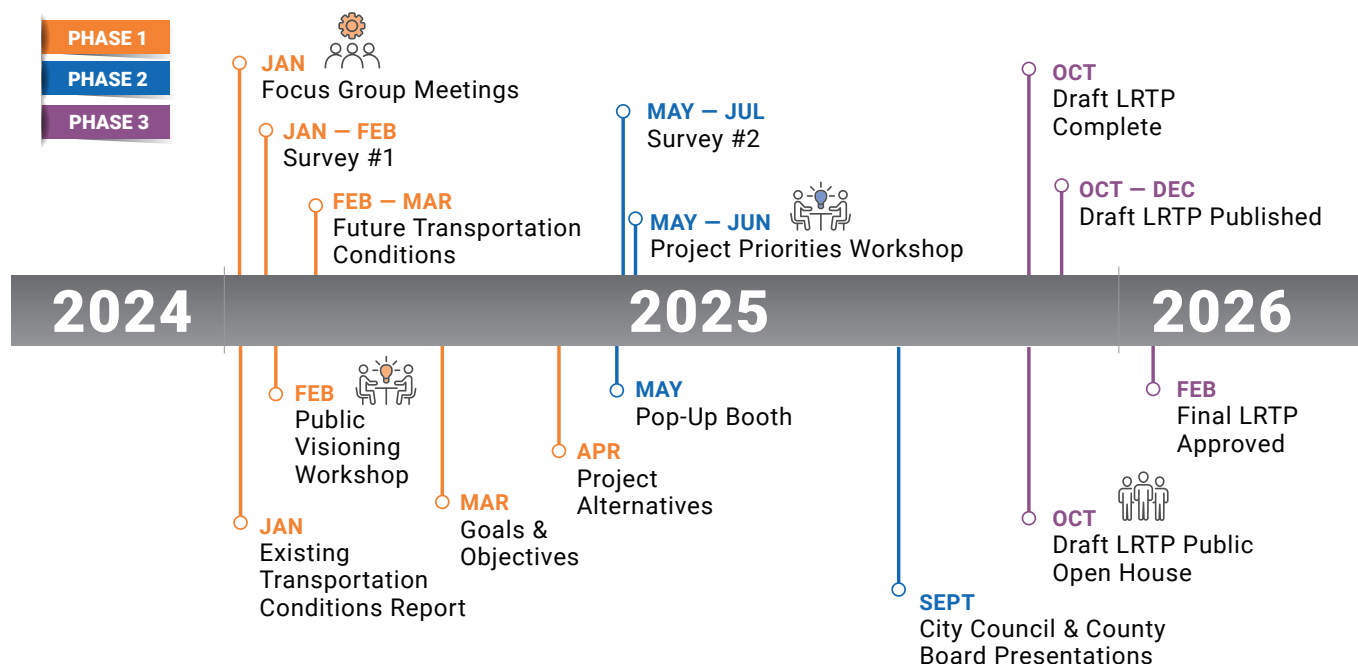 PHASE 1
PHASE 2
PHASE 3
JAN
Focus Group Meetings
JAN – FEB
Survey #1
FEB – MAR
Future Transportation
Conditions
MAY – JUL
Survey #2
MAY – JUN
Project Priorities Workshop
OCT
Draft LRTP
Complete
OCT – DEC
Draft LRTP Published
2024
2025
2026
FEB
Public
Visioning
Workshop
JAN
Existing
Transportation
Conditions Report
MAR
Goals &
Objectives
APR
Project
Alternatives
MAY
Pop-Up Booth
SEPT
City Council & County
Board Presentations
OCT
Draft LRTP Public
Open House
FEB
Final LRTP
Approved